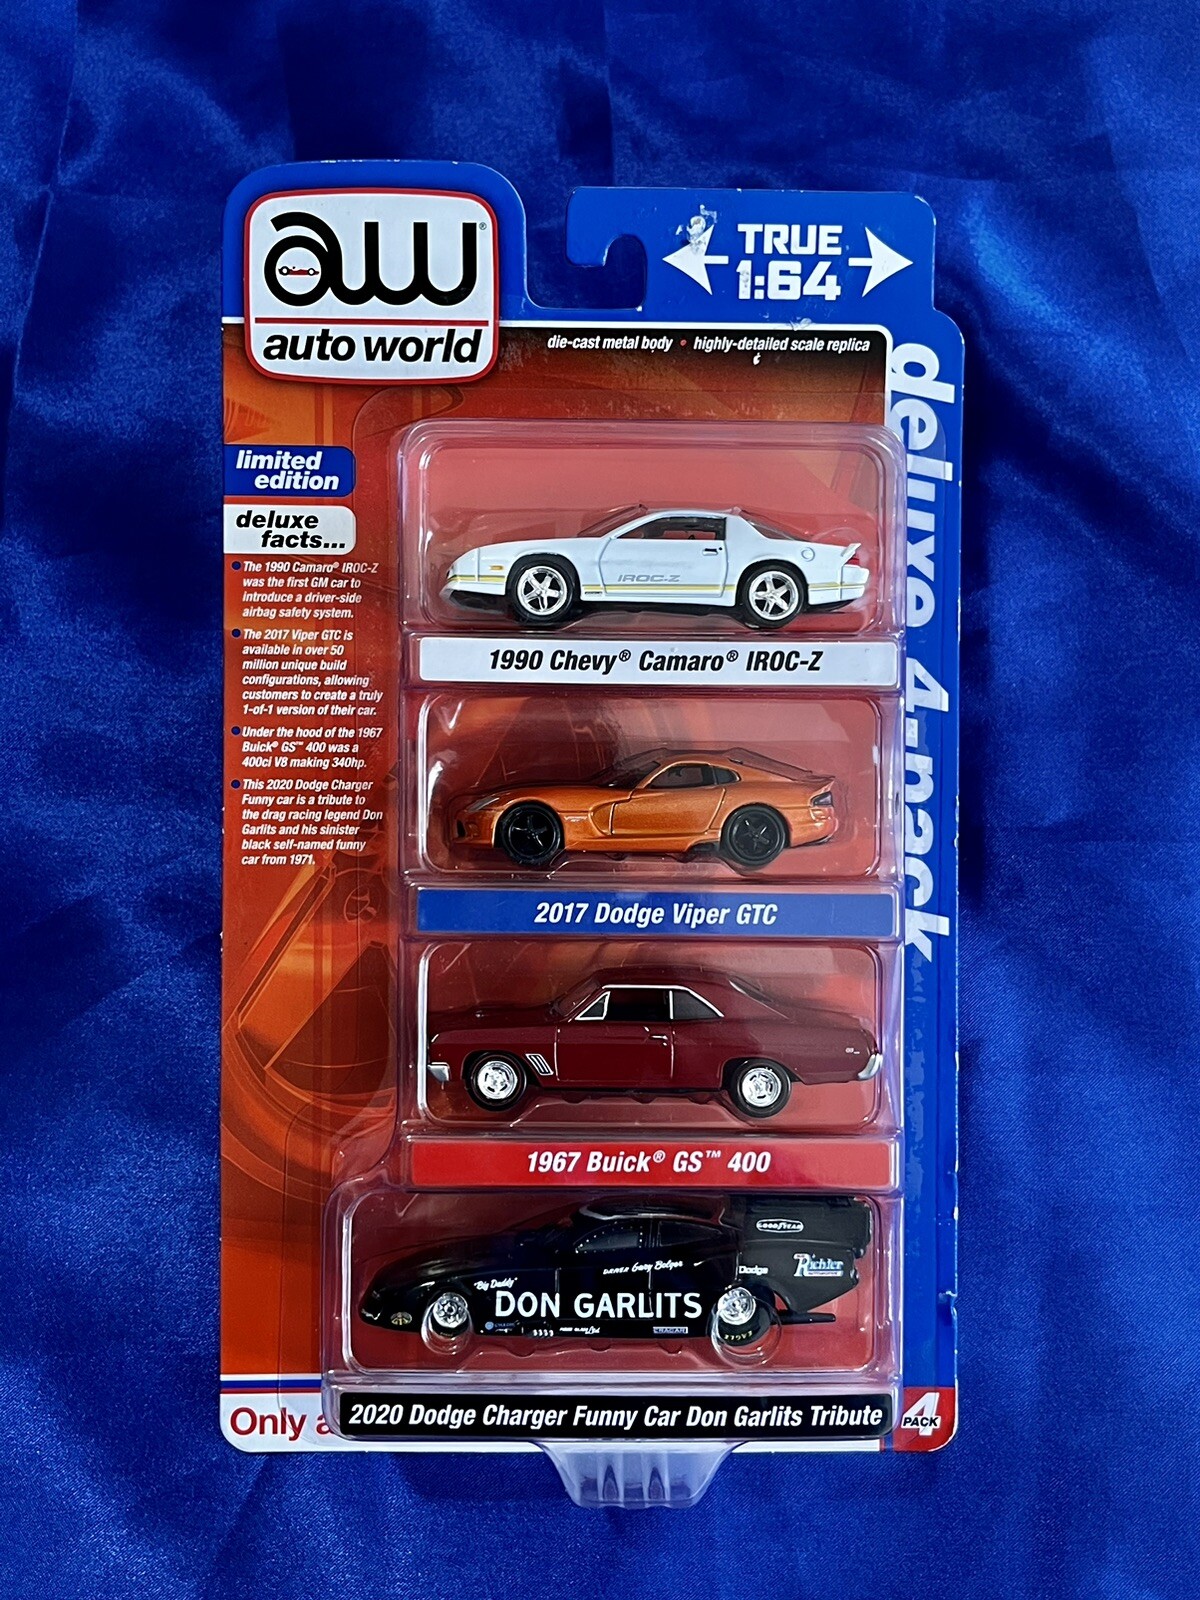 aw®
auto world
TRUE
1:64
die-cast metal body • highly-detailed scale replica
deluxe 4-pack
limited
edition
deluxe
facts...
• The 1990 Camaro® IROC-Z
was the first GM car to
introduce a driver-side
airbag safety system.
• The 2017 Viper GTC is
available in over 50
million unique build
configurations, allowing
customers to create a truly
1-of-1 version of their car.
• Under the hood of the 1967
Buick® GS™ 400 was a
400ci V8 making 340hp.
• This 2020 Dodge Charger
Funny car is a tribute to
the drag racing legend Don
Garlits and his sinister
black self-named funny
car from 1971.
IROC-Z
1990 Chevy® Camaro® IROC-Z
2017 Dodge Viper GTC
1967 Buick® GS™ 400
GOODYEAR
Richler
Dodge
DRIVER Gary Bolger
"Big Daddy"
DON GARLITS
CRAGAR
EAGLE
2020 Dodge Charger Funny Car Don Garlits Tribute
Only a
4
PACK